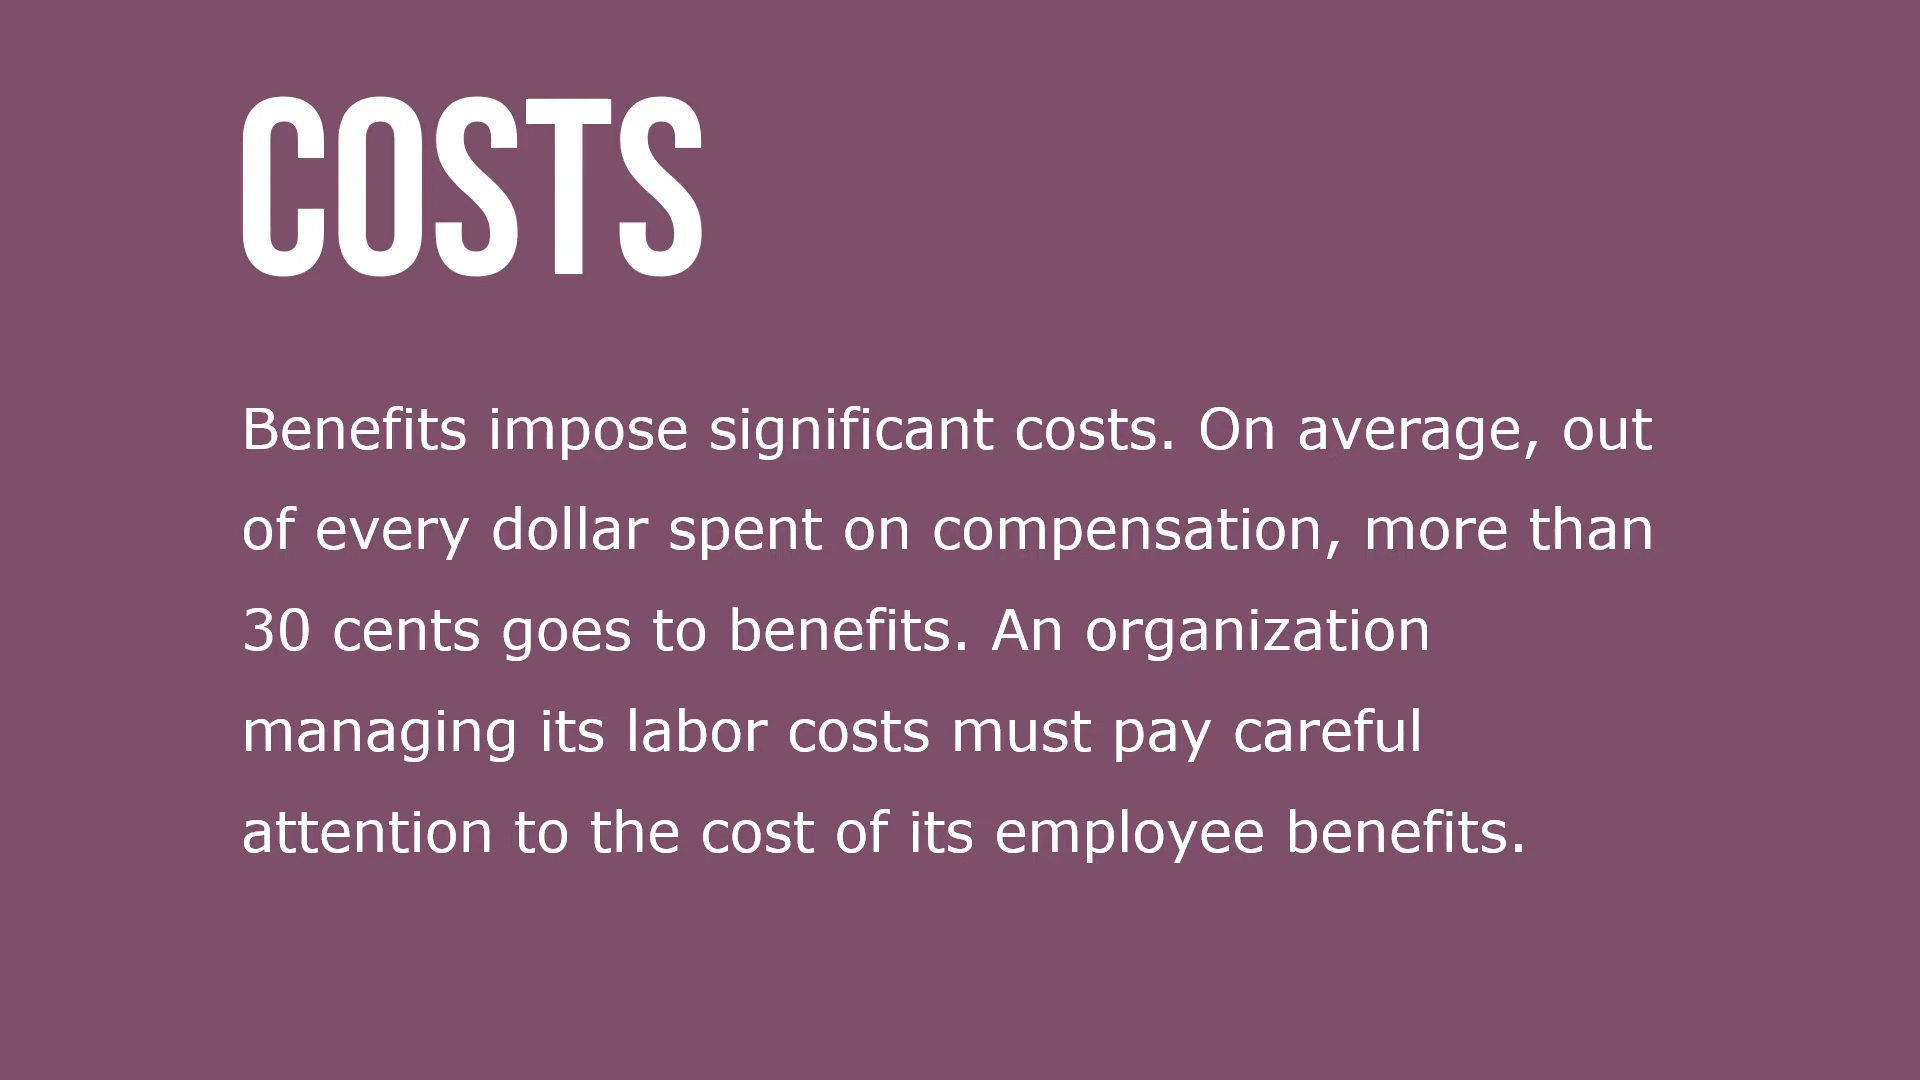 COSTS
Benefits impose significant costs. On average, out
of every dollar spent on compensation, more than
30 cents goes to benefits. An organization
managing its labor costs must pay careful
attention to the cost of its employee benefits.